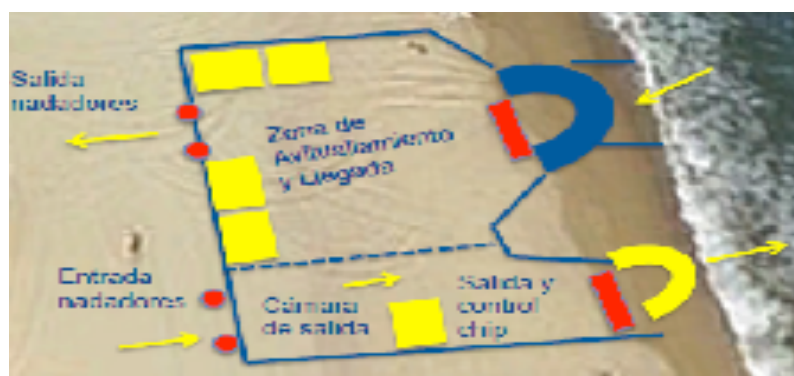 Salida
nadadores
Zona de
Avituallamiento
y Llegada
Entrada
nadadores
Cámara
de salida
Salida y
control
chip